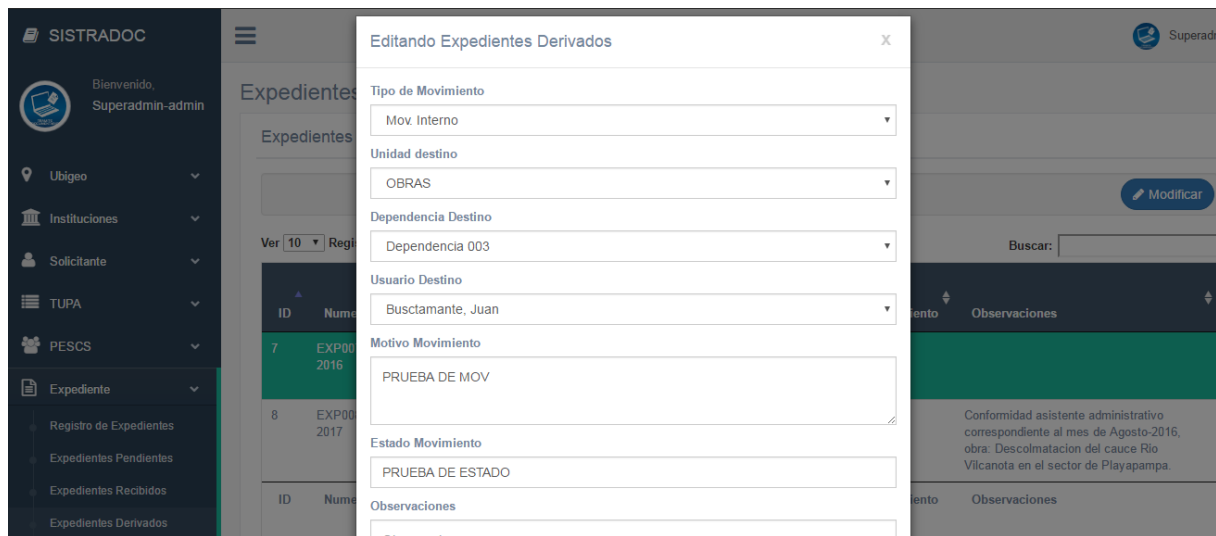 SISTRADOC
Bienvenido,
Superadmin-admin
Ubigeo
Instituciones
Solicitante
TUPA
PESCS
Expediente
Registro de Expedientes
Expedientes Pendientes
Expedientes Recibidos
Expedientes Derivados
Superadm
Expedientes
Expedientes
Modificar
Ver 10 Regi
Buscar:
ID Nume iento Observaciones
7 EXP00
2016
8 EXP00
2017
Conformidad asistente administrativo
correspondiente al mes de Agosto-2016,
obra: Descolmatacion del cauce Rio
Vilcanota en el sector de Playapampa.
ID Nume iento Observaciones
Editando Expedientes Derivados X
Tipo de Movimiento
Mov. Interno
Unidad destino
OBRAS
Dependencia Destino
Dependencia 003
Usuario Destino
Busctamante, Juan
Motivo Movimiento
PRUEBA DE MOV
Estado Movimiento
PRUEBA DE ESTADO
Observaciones